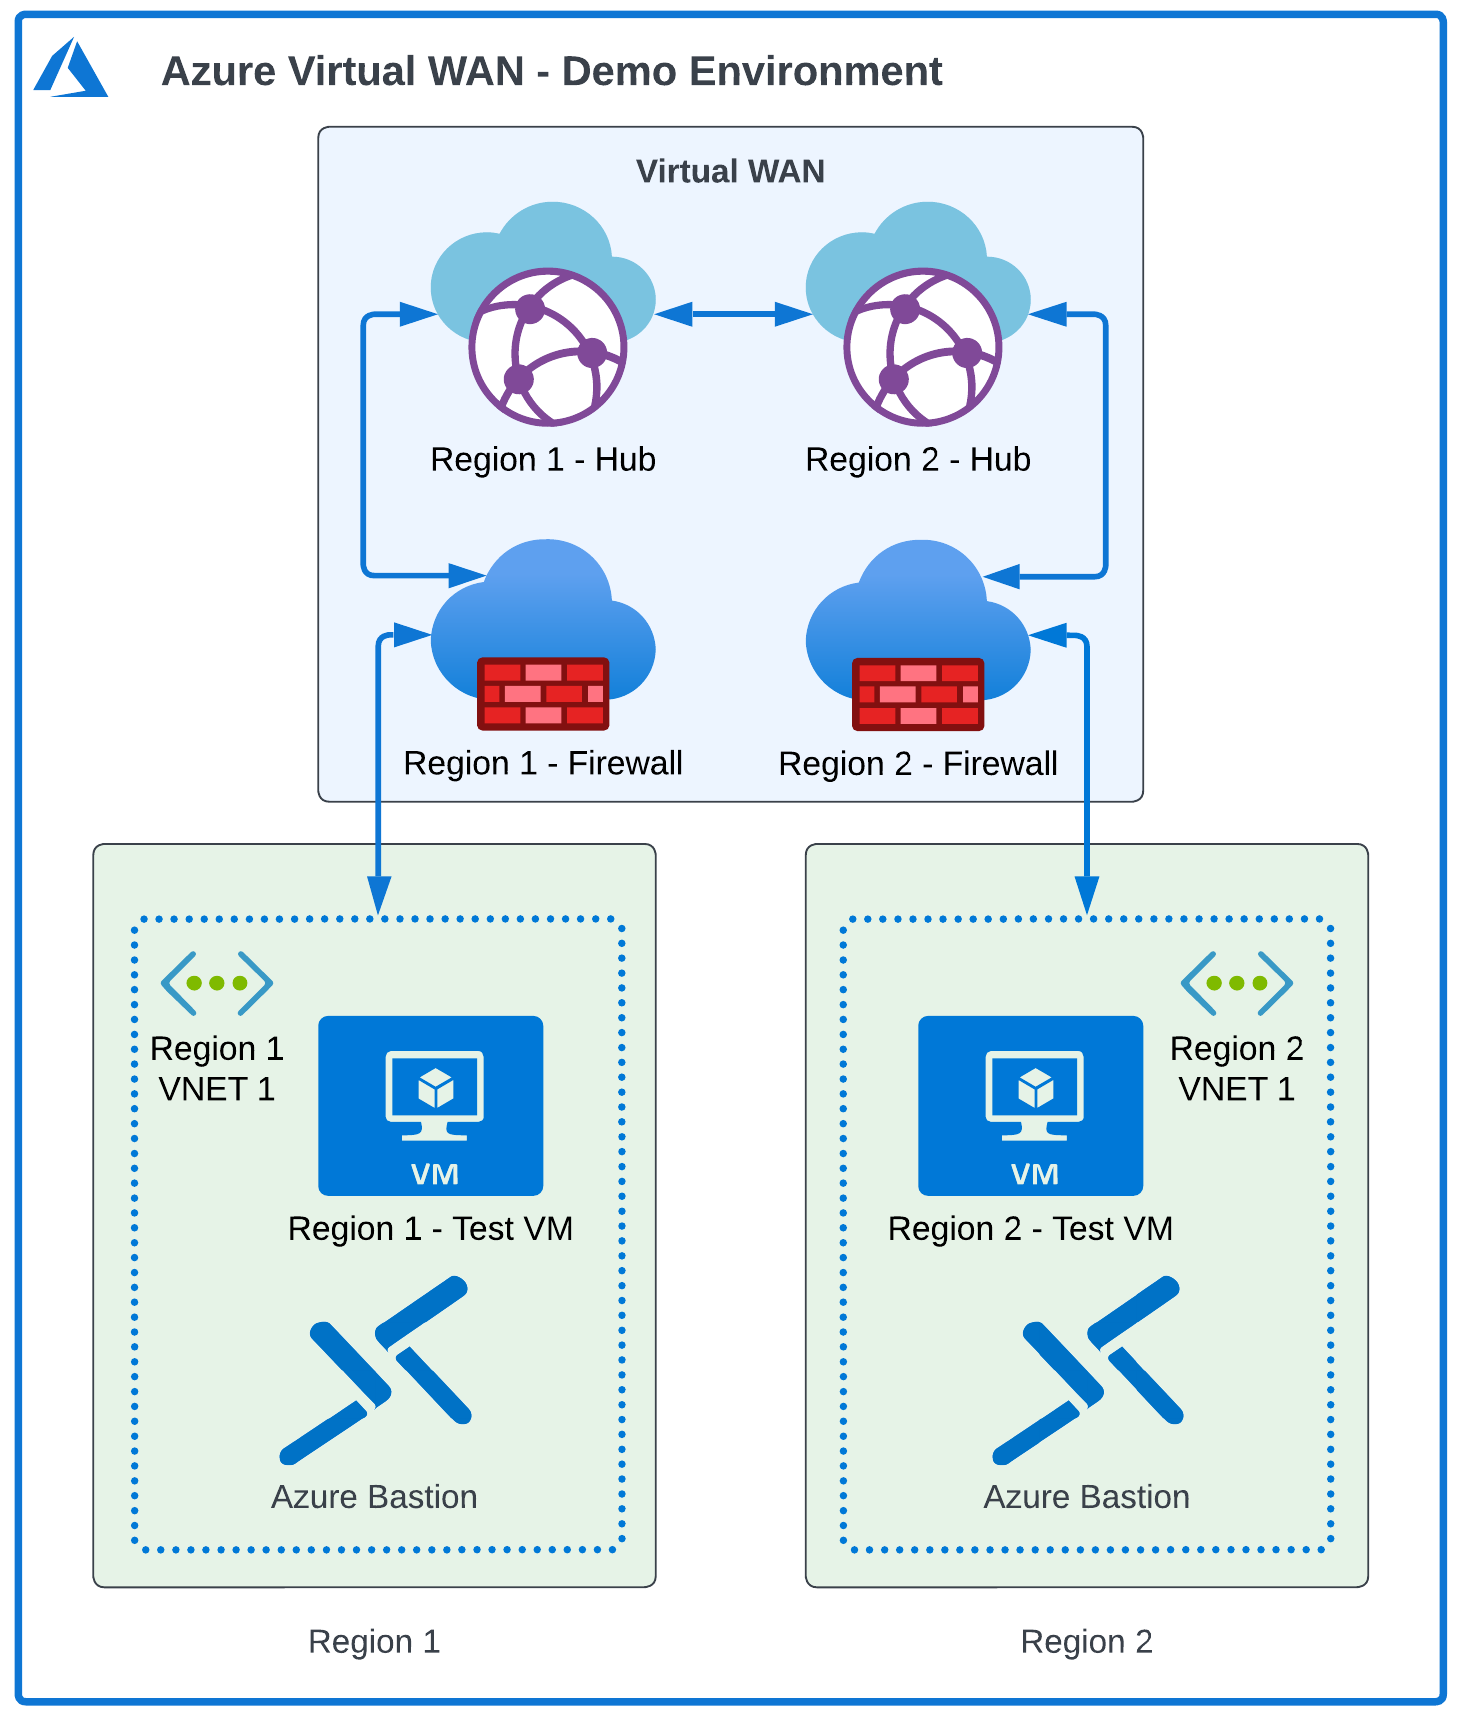 Azure Virtual WAN - Demo Environment
Virtual WAN
Region 1 - Hub
Region 2 - Hub
Region 1 - Firewall
Region 2 - Firewall
Region 1
VNET 1
VM
Region 1 - Test VM
Azure Bastion
Region 2
VNET 1
VM
Region 2 - Test VM
Azure Bastion
Region 1
Region 2